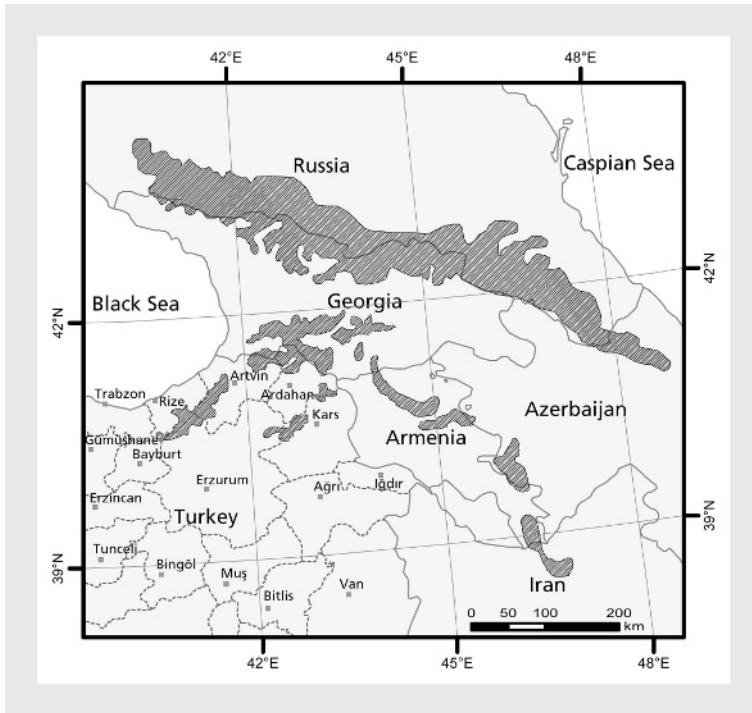 42°E 45°E 48°E
Russia
Caspian Sea
42°N
Black Sea
Georgia
42°N
Artvin
Trabzon
Rize
Ardahan
Kars
Azerbaijan
Armenia
Gümüşhane
Bayburt
Erzurum
Ağrı
Iğdır
Erzincan
Turkey
39°N
Tunceli
39°N
Bingöl
Muş
Van
Iran
Bitlis
0 50 100 200
km
42°E 45°E 48°E